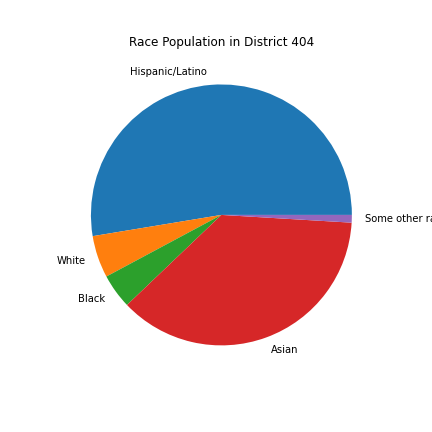 Race Population in District 404
Hispanic/Latino
Some other ra
White
Black
Asian